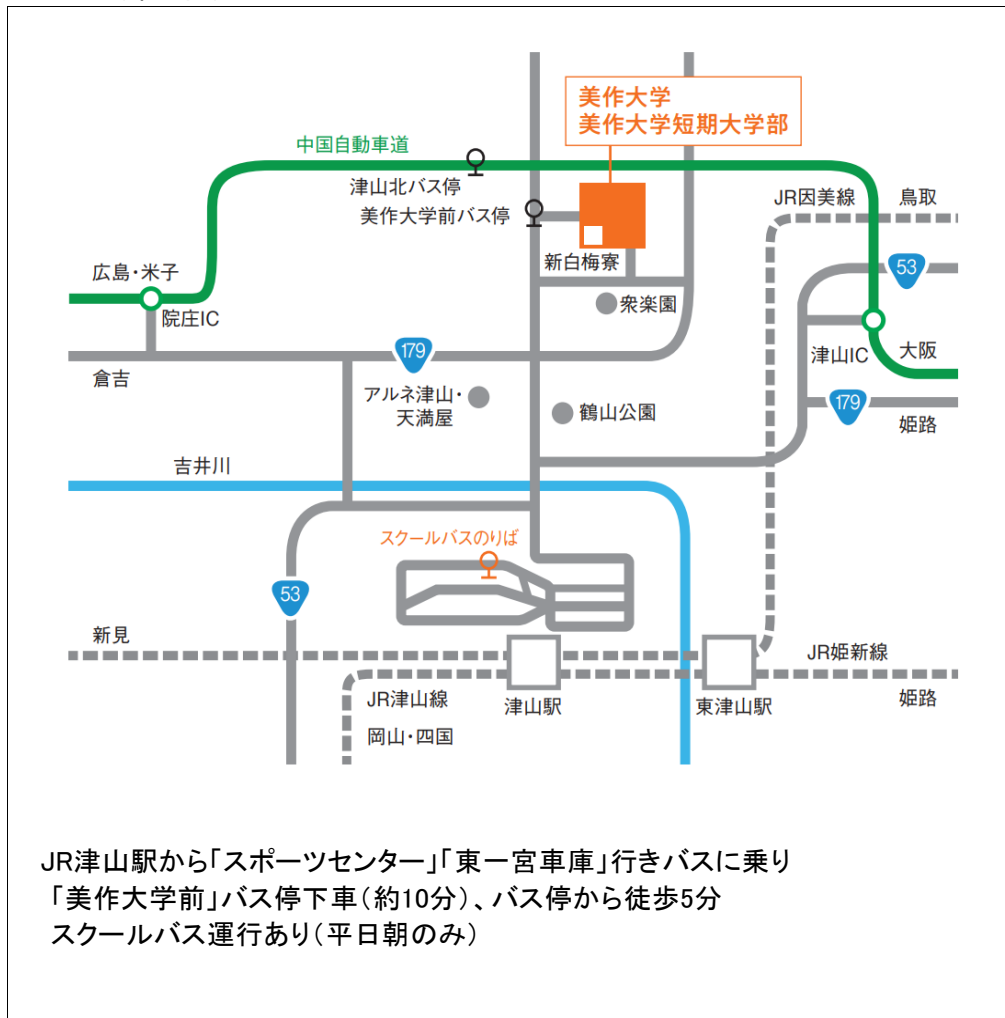 美作大学
美作大学短期大学部
中国自動車道
津山北バス停
美作大学前バス停
JR因美線
鳥取
広島・米子
新白梅寮
53
院庄IC
衆楽園
179
津山IC
大阪
倉吉
アルネ津山・
天満屋
鶴山公園
179
姫路
吉井川
スクールバスのりば
53
新見
JR姫新線
JR津山線
津山駅
東津山駅
姫路
岡山・四国
JR津山駅から「スポーツセンター」「東一宮車庫」行きバスに乗り
「美作大学前」バス停下車(約10分)、バス停から徒歩5分
スクールバス運行あり(平日朝のみ)